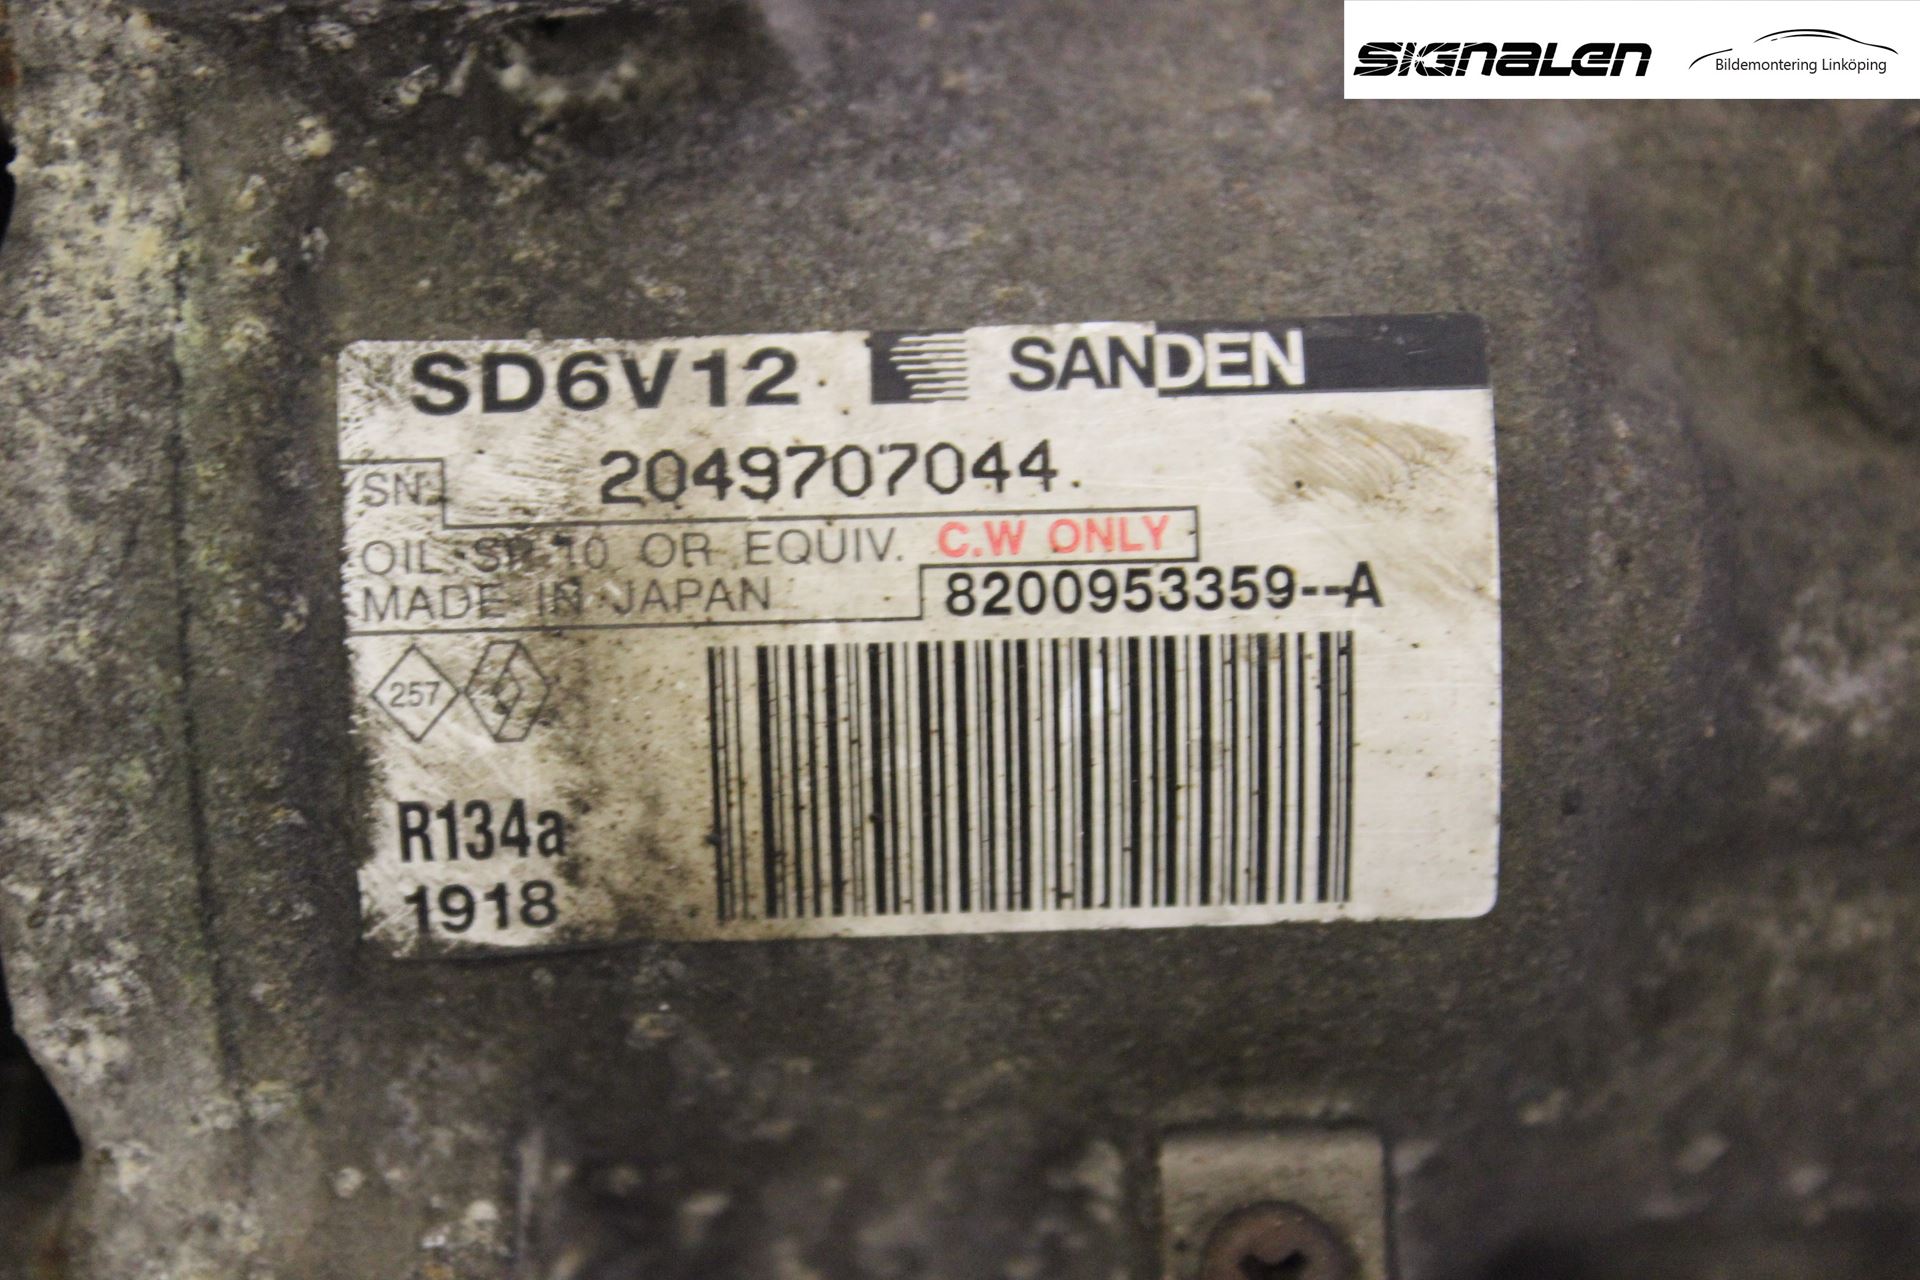 SIGNALEN Bildemontering Linköping
SD6V12 SANDEN
SN 2049707044
OIL SP-10 OR EQUIV. C.W ONLY
MADE IN JAPAN 8200953359--A
257
R134a
1918